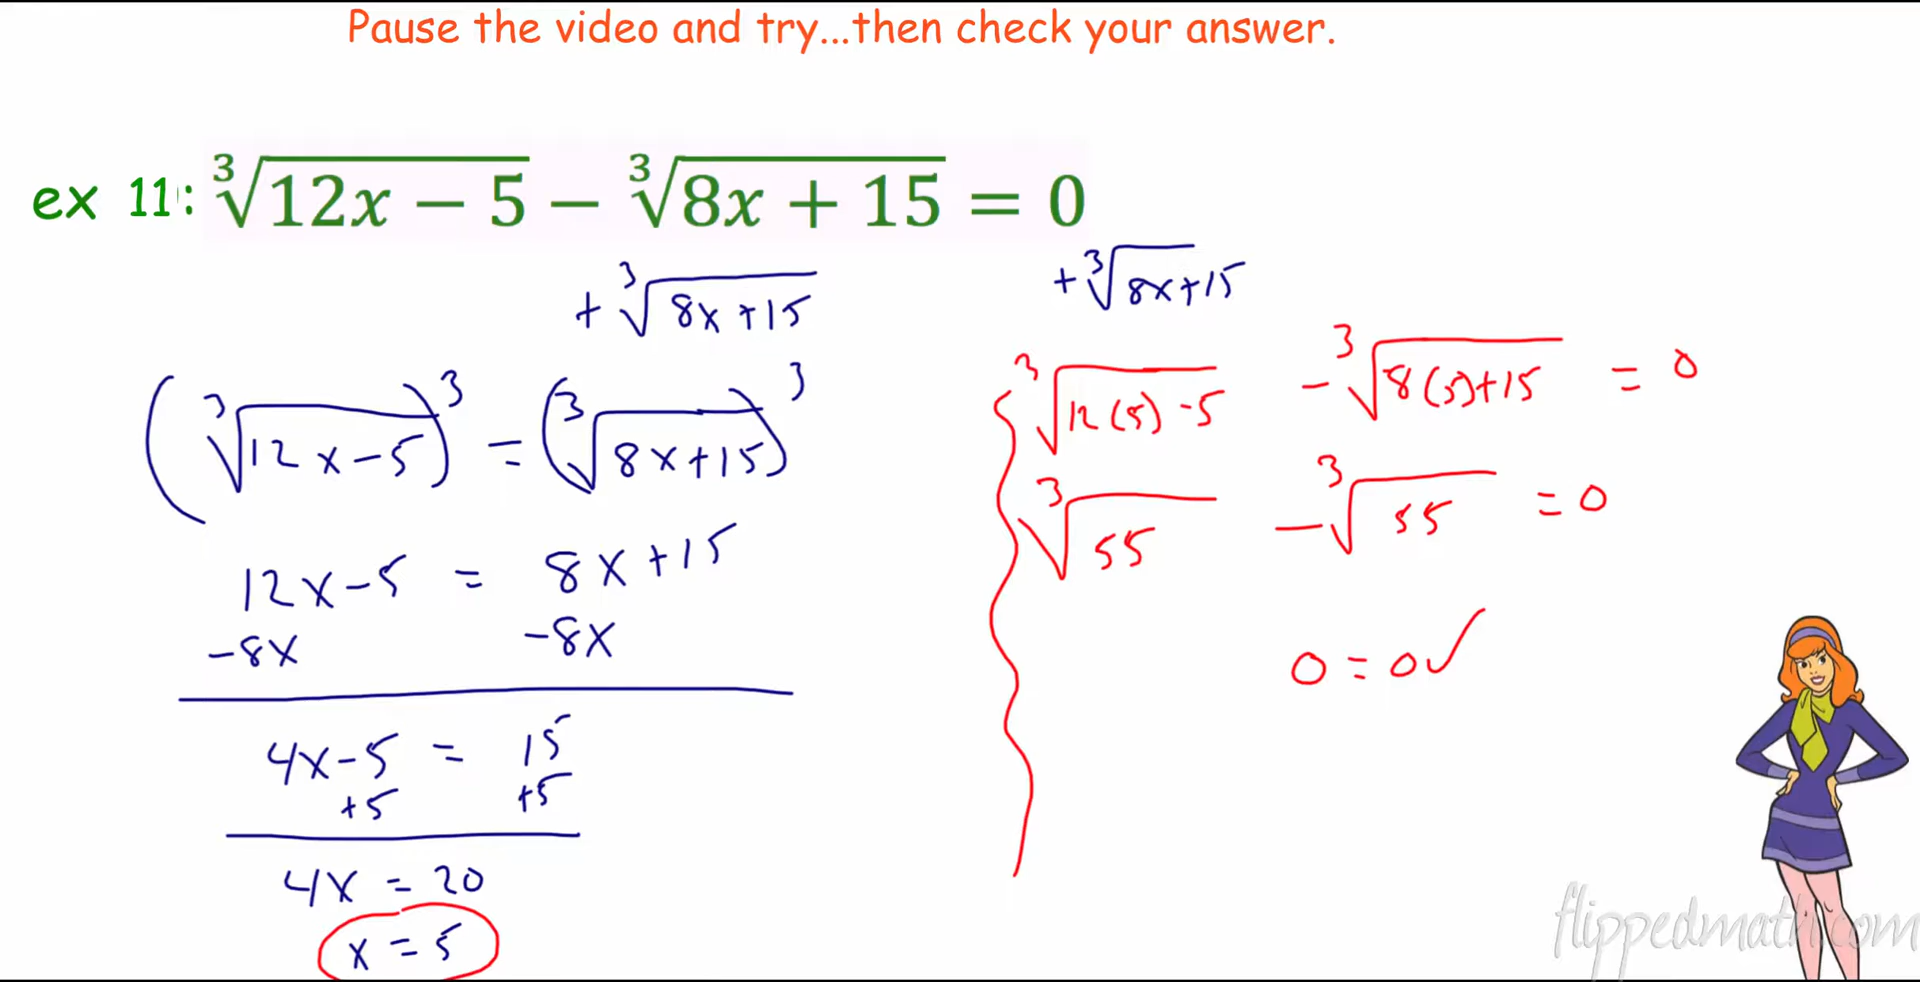 Pause the video and try...then check your answer.
ex 11: ∛(12x − 5) − ∛(8x + 15) = 0
+ ∛(8x+15) + ∛(8x+15)
(∛(12x−5))³ = (∛(8x+15))³
12x−5 = 8x+15
−8x −8x
4x−5 = 15
+5 +5
4x = 20
x = 5
∛(12(5)-5) − ∛(8(5)+15) = 0
∛55 − ∛55 = 0
0 = 0 ✓
flippedmath.com